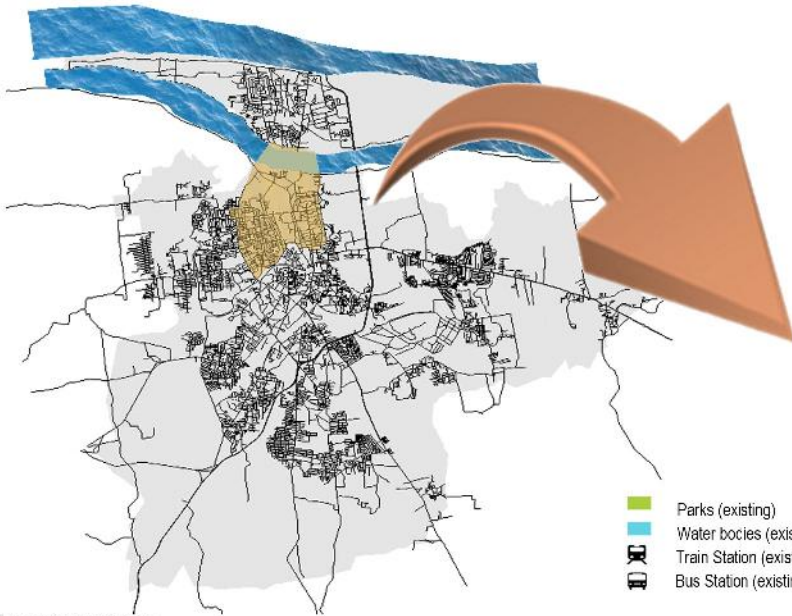 Parks (existing)
Water bocies (exis
Train Station (exist
Bus Station (existin